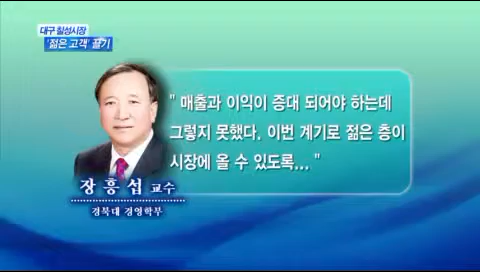 대구 칠성시장
'젊은 고객' 끌기
" 매출과 이익이 증대 되어야 하는데
그렇지 못했다. 이번 계기로 젊은 층이
시장에 올 수 있도록... "
장 흥 섭 교수
경북대 경영학부